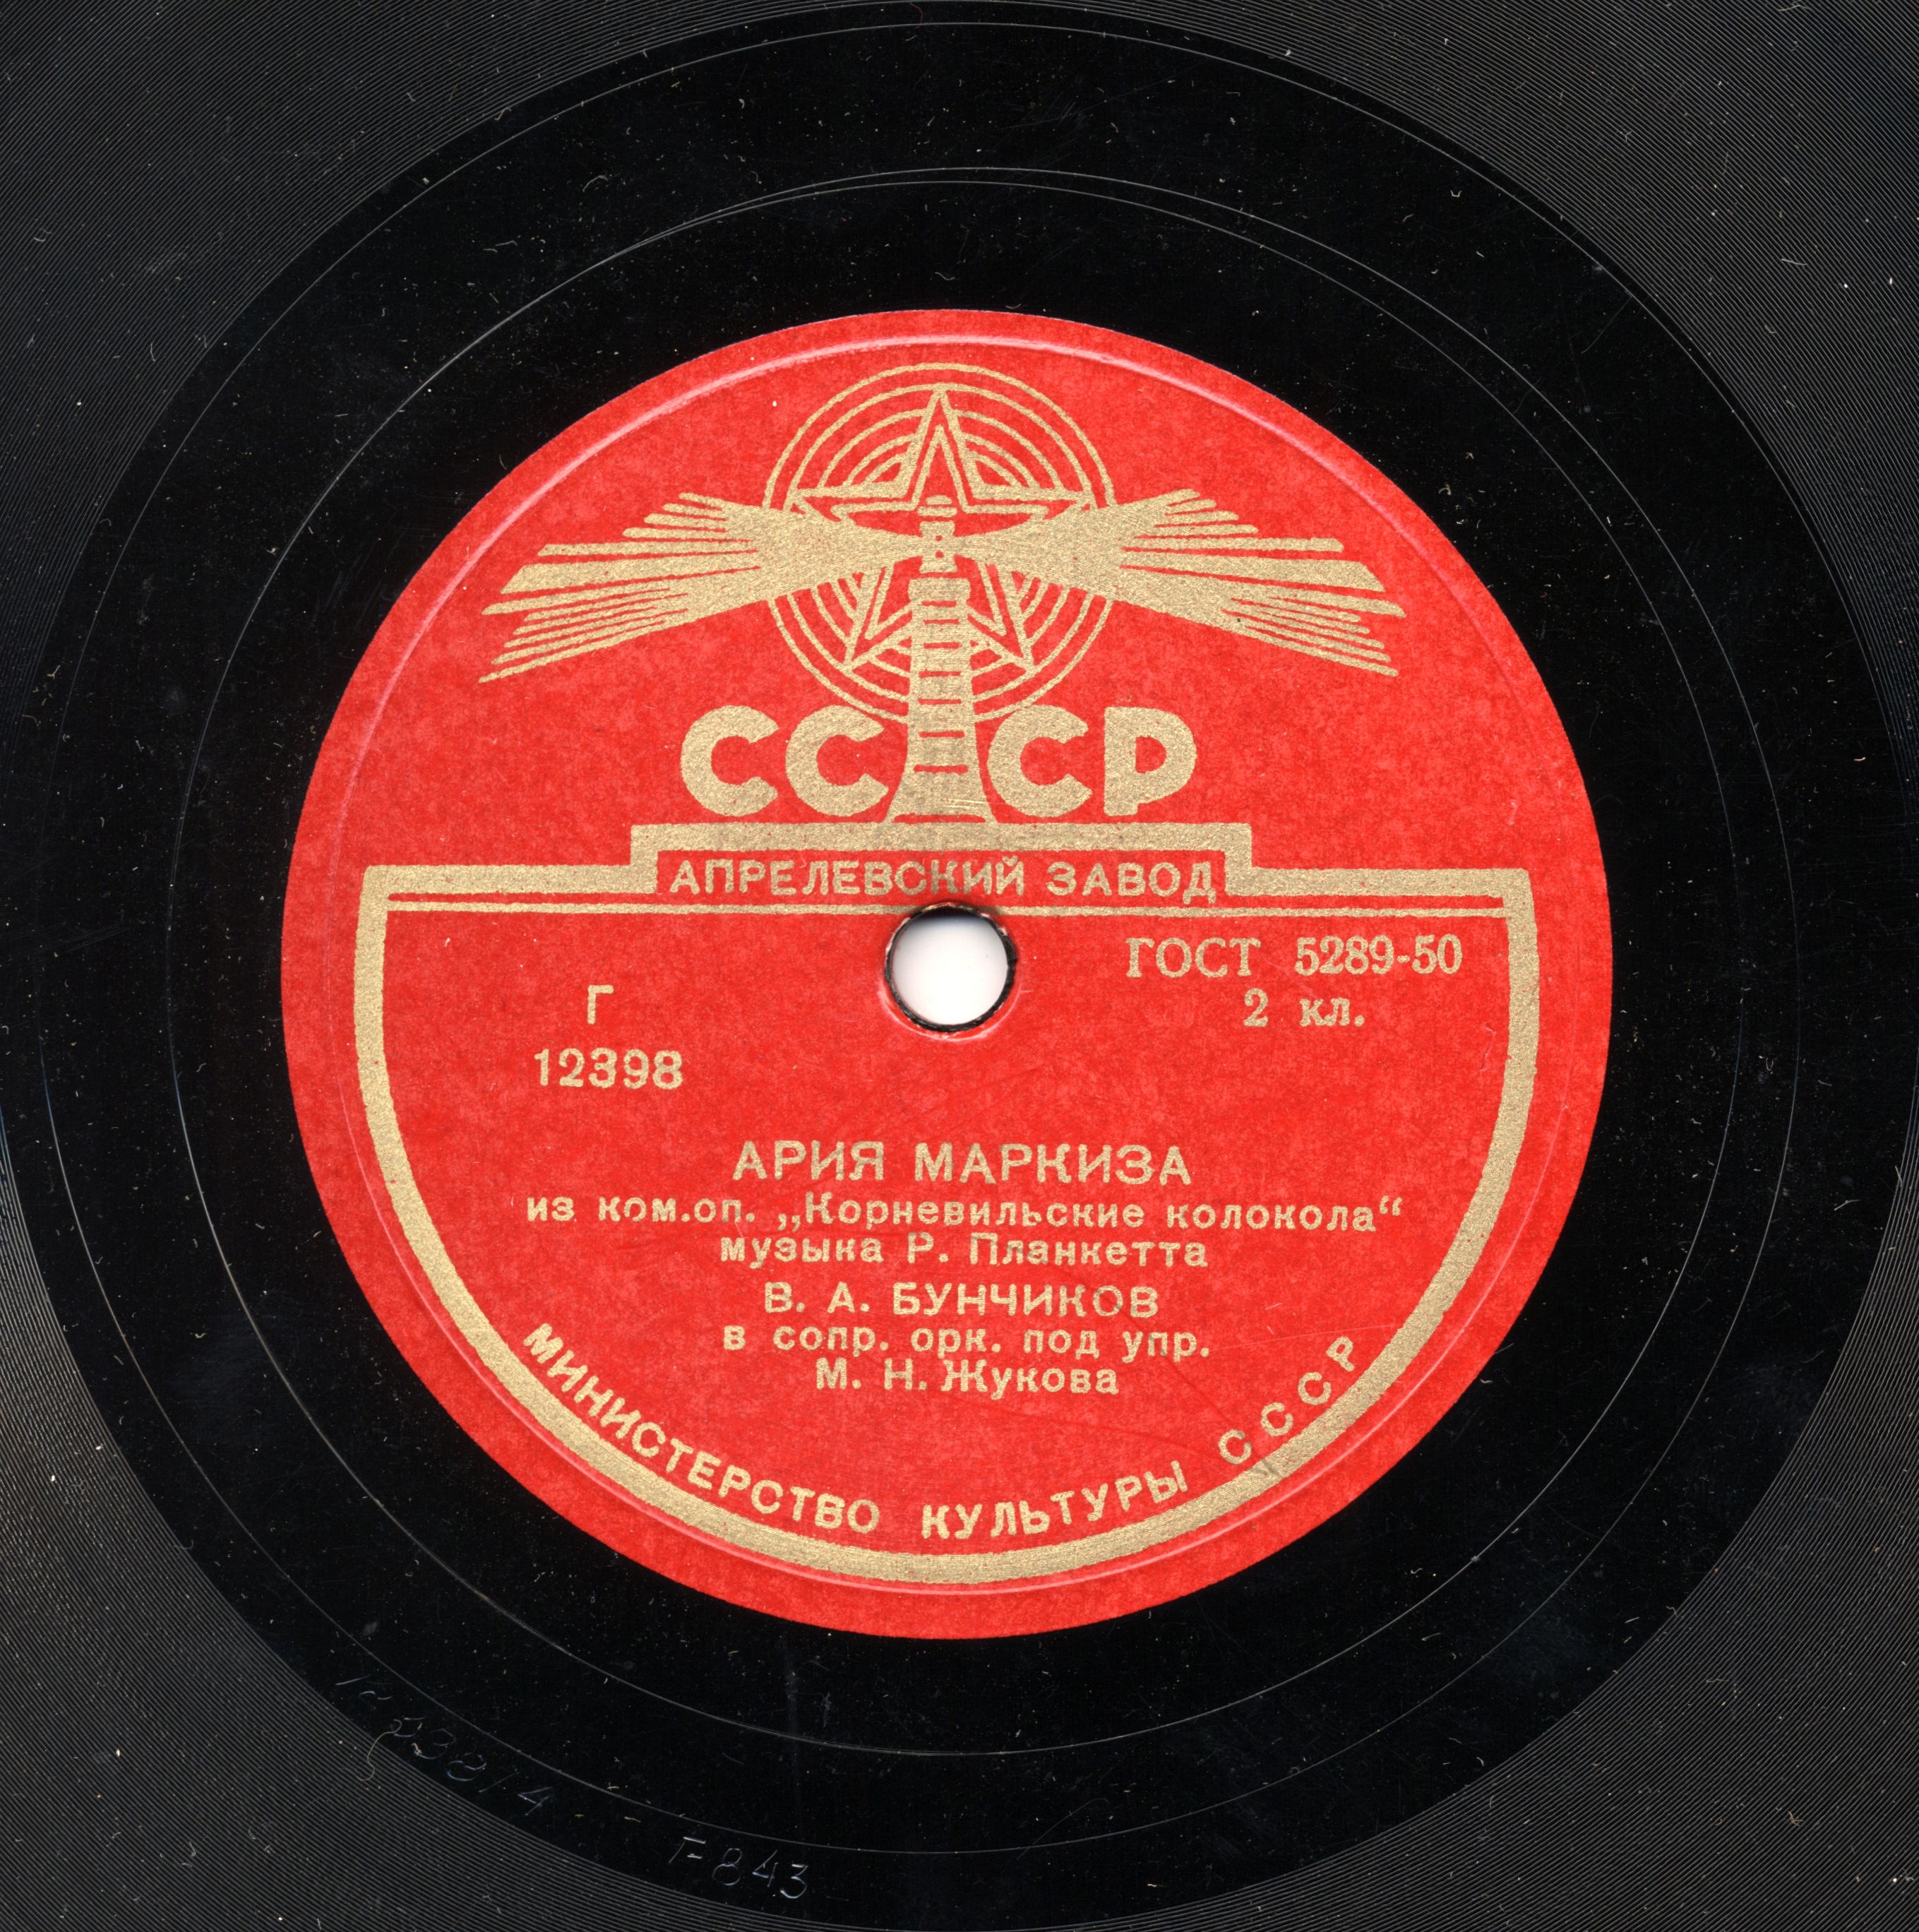 СССР
АПРЕЛЕВСКИЙ ЗАВОД
ГОСТ 5289-50
2 кл.
Г
12398
АРИЯ МАРКИЗА
из ком.оп. „Корневильские колокола“
музыка Р. Планкетта
В. А. БУНЧИКОВ
в сопр. орк. под упр.
М. Н. Жукова
МИНИСТЕРСТВО КУЛЬТУРЫ СССР
Т-843